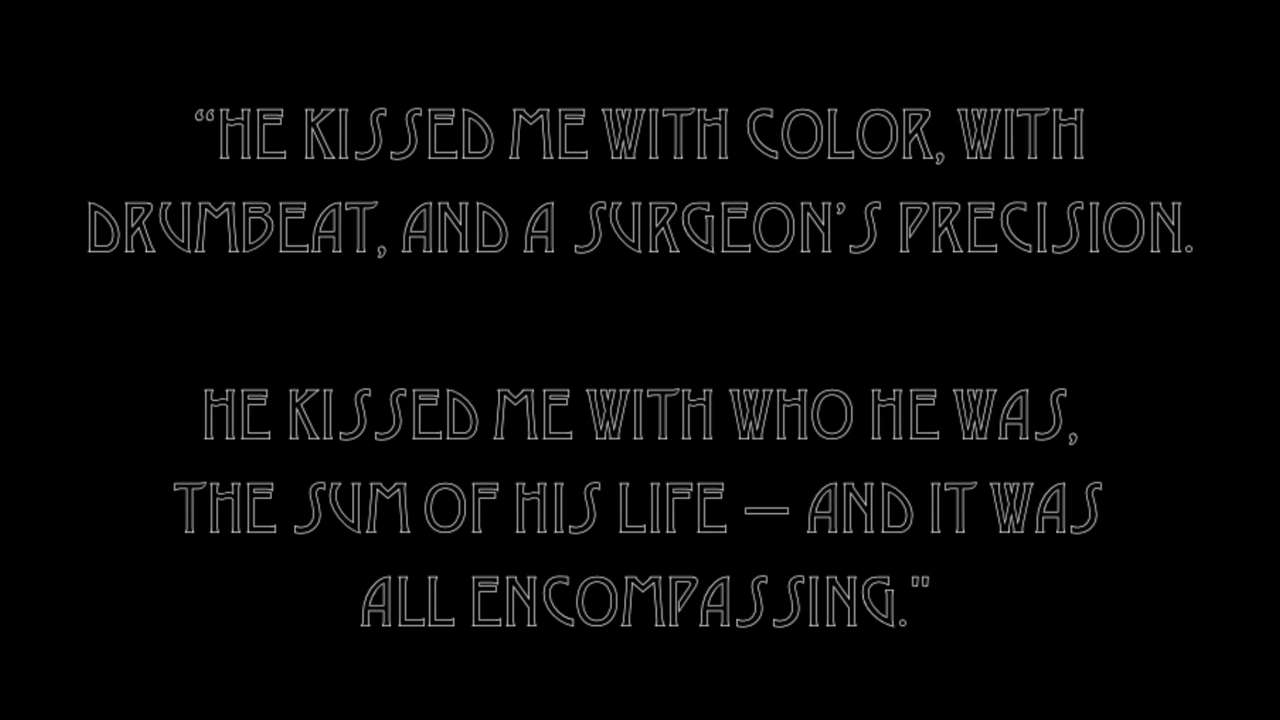 “HE KISSED ME WITH COLOR, WITH
DRUMBEAT, AND A SURGEON’S PRECISION.
HE KISSED ME WITH WHO HE WAS,
THE SUM OF HIS LIFE — AND IT WAS
ALL ENCOMPASSING."